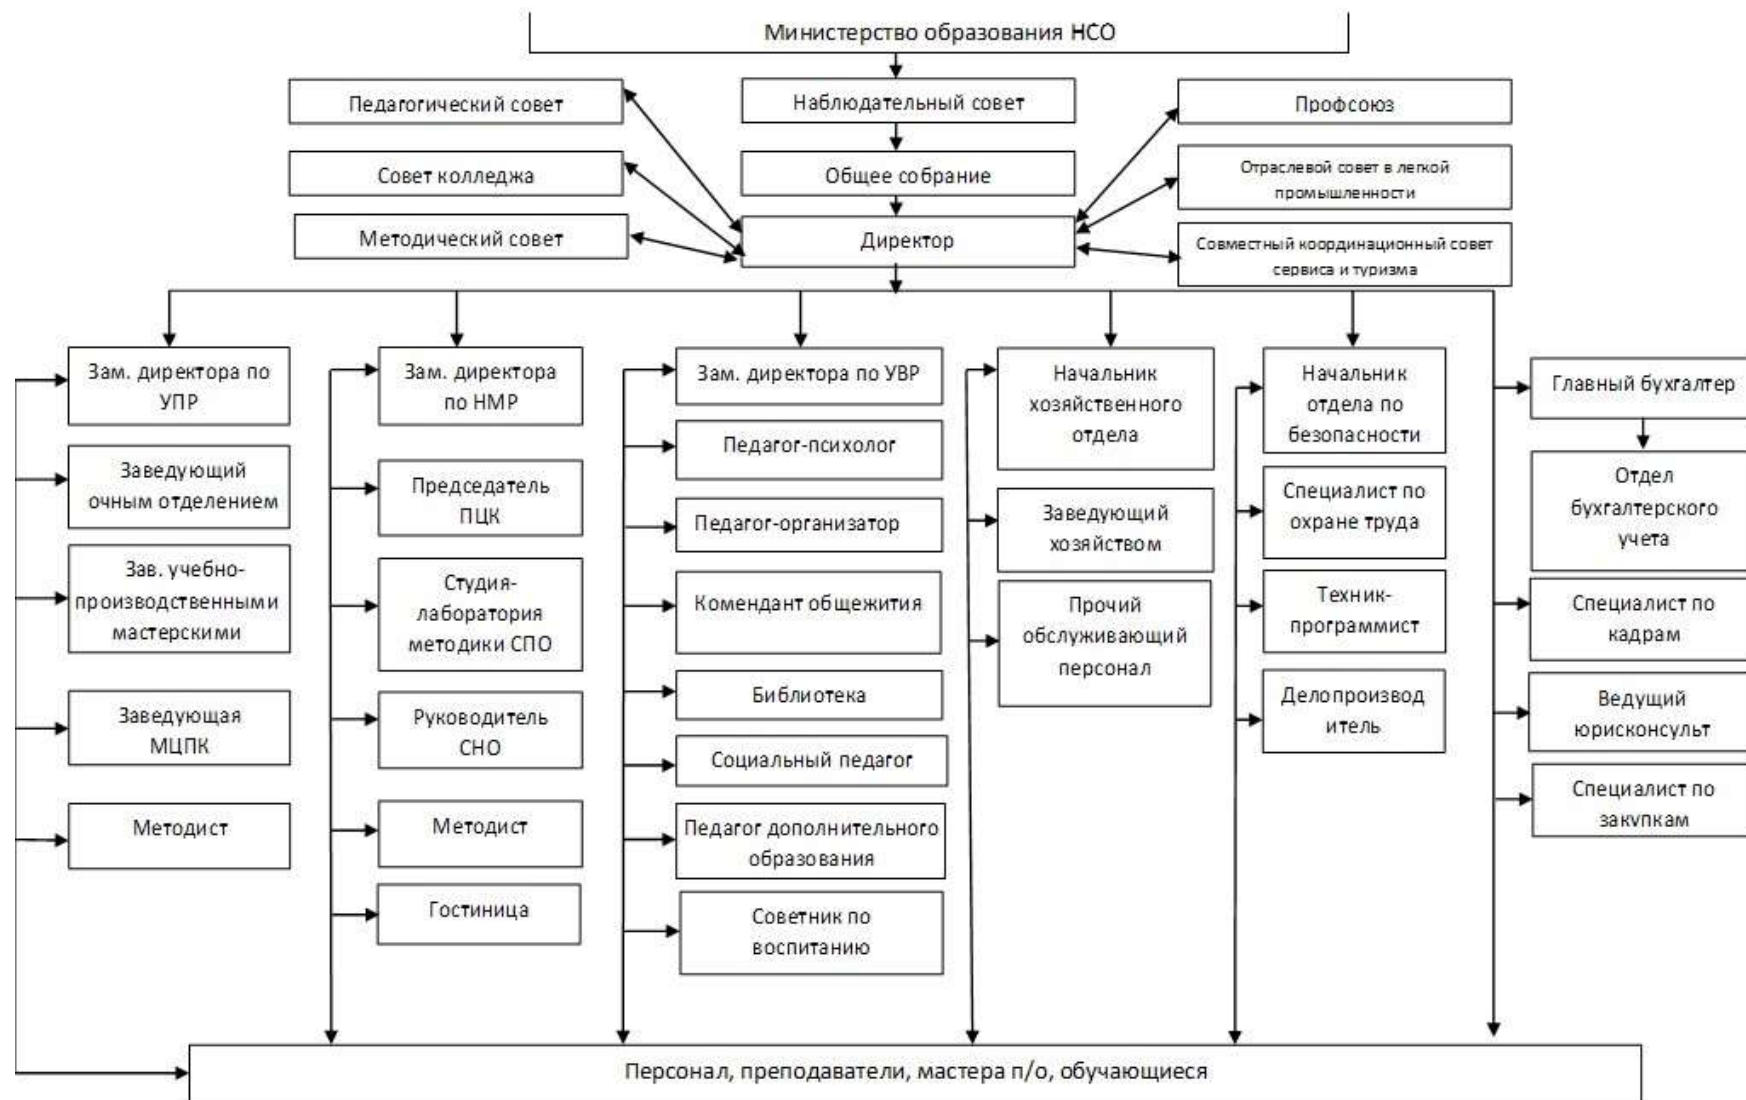 Министерство образования НСО
Педагогический совет
Наблюдательный совет
Профсоюз
Совет колледжа
Общее собрание
Отраслевой совет в легкой
промышленности
Методический совет
Директор
Совместный координационный совет
сервиса и туризма
Зам. директора по
УПР
Заведующий
очным отделением
Зав. учебно-
производственными
мастерскими
Заведующая
МЦПК
Методист
Зам. директора
по НМР
Председатель
ПЦК
Студия-
лаборатория
методики СПО
Руководитель
СНО
Методист
Гостиница
Зам. директора по УВР
Педагог-психолог
Педагог-организатор
Комендант общежития
Библиотека
Социальный педагог
Педагог дополнительного
образования
Советник по
воспитанию
Начальник
хозяйственного
отдела
Заведующий
хозяйством
Прочий
обслуживающий
персонал
Начальник
отдела по
безопасности
Специалист по
охране труда
Техник-
программист
Делопроизвод
итель
Главный бухгалтер
Отдел
бухгалтерского
учета
Специалист по
кадрам
Ведущий
юрисконсульт
Специалист по
закупкам
Персонал, преподаватели, мастера п/о, обучающиеся